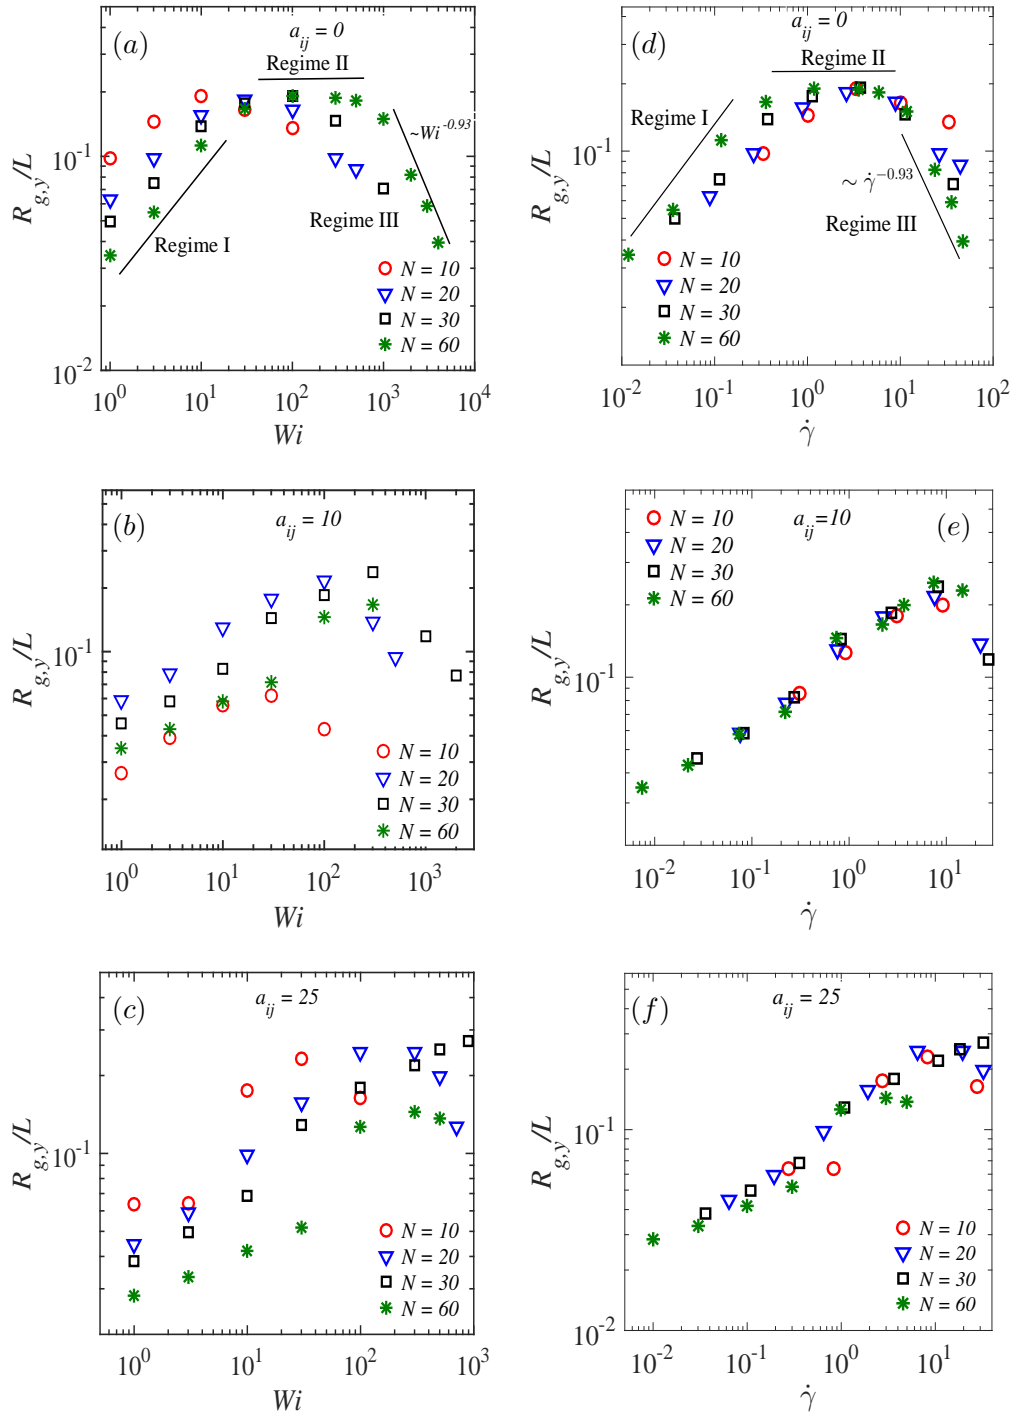 (a)
a_ij = 0
Regime II
~Wi^-0.93
Regime III
Regime I
N = 10
N = 20
N = 30
N = 60
R_g,y/L
10^-1
10^-2
10^0 10^1 10^2 10^3 10^4
Wi
(d)
a_ij = 0
Regime II
Regime I
∼ γ̇^−0.93
Regime III
N = 10
N = 20
N = 30
N = 60
R_g,y/L
10^-1
10^-2 10^-1 10^0 10^1 10^2
γ̇
(b)
a_ij = 10
N = 10
N = 20
N = 30
N = 60
R_g,y/L
10^-1
10^0 10^1 10^2 10^3
Wi
(e)
a_ij=10
N = 10
N = 20
N = 30
N = 60
R_g,y/L
10^-1
10^-2 10^-1 10^0 10^1
γ̇
(c)
a_ij = 25
N = 10
N = 20
N = 30
N = 60
R_g,y/L
10^-1
10^0 10^1 10^2 10^3
Wi
(f)
a_ij = 25
N = 10
N = 20
N = 30
N = 60
R_g,y/L
10^-1
10^-2
10^-2 10^-1 10^0 10^1
γ̇